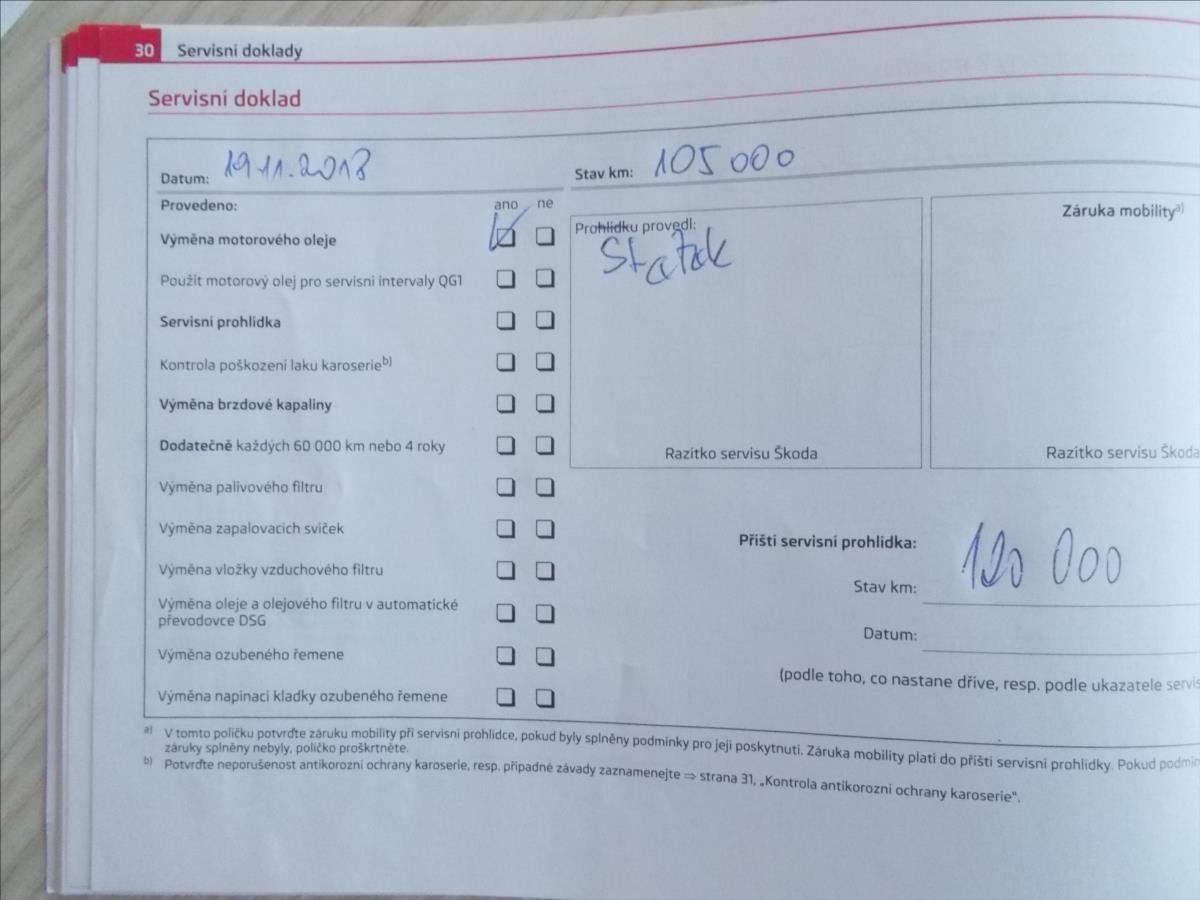 30 Servisní doklady
Servisní doklad
Datum: 19.11.2018
Stav km: 105 000
Provedeno:
ano ne
Výměna motorového oleje
Použit motorový olej pro servisní intervaly QG1
Servisní prohlídka
Kontrola poškození laku karoserie b)
Výměna brzdové kapaliny
Dodatečně každých 60 000 km nebo 4 roky
Výměna palivového filtru
Výměna zapalovacích svíček
Výměna vložky vzduchového filtru
Výměna oleje a olejového filtru v automatické
převodovce DSG
Výměna ozubeného řemene
Výměna napínací kladky ozubeného řemene
Prohlídku provedl:
Razítko servisu Škoda
Záruka mobility a)
Razítko servisu Škoda
Příští servisní prohlídka:
Stav km: 120 000
Datum:
(podle toho, co nastane dříve, resp. podle ukazatele servis
a) V tomto políčku potvrďte záruku mobility při servisní prohlídce, pokud byly splněny podmínky pro její poskytnutí. Záruka mobility platí do příští servisní prohlídky. Pokud podmín
záruky splněny nebyly, políčko proškrtněte.
b) Potvrďte neporušenost antikorozní ochrany karoserie, resp. případné závady zaznamenejte ⇒ strana 31, „Kontrola antikorozní ochrany karoserie“.